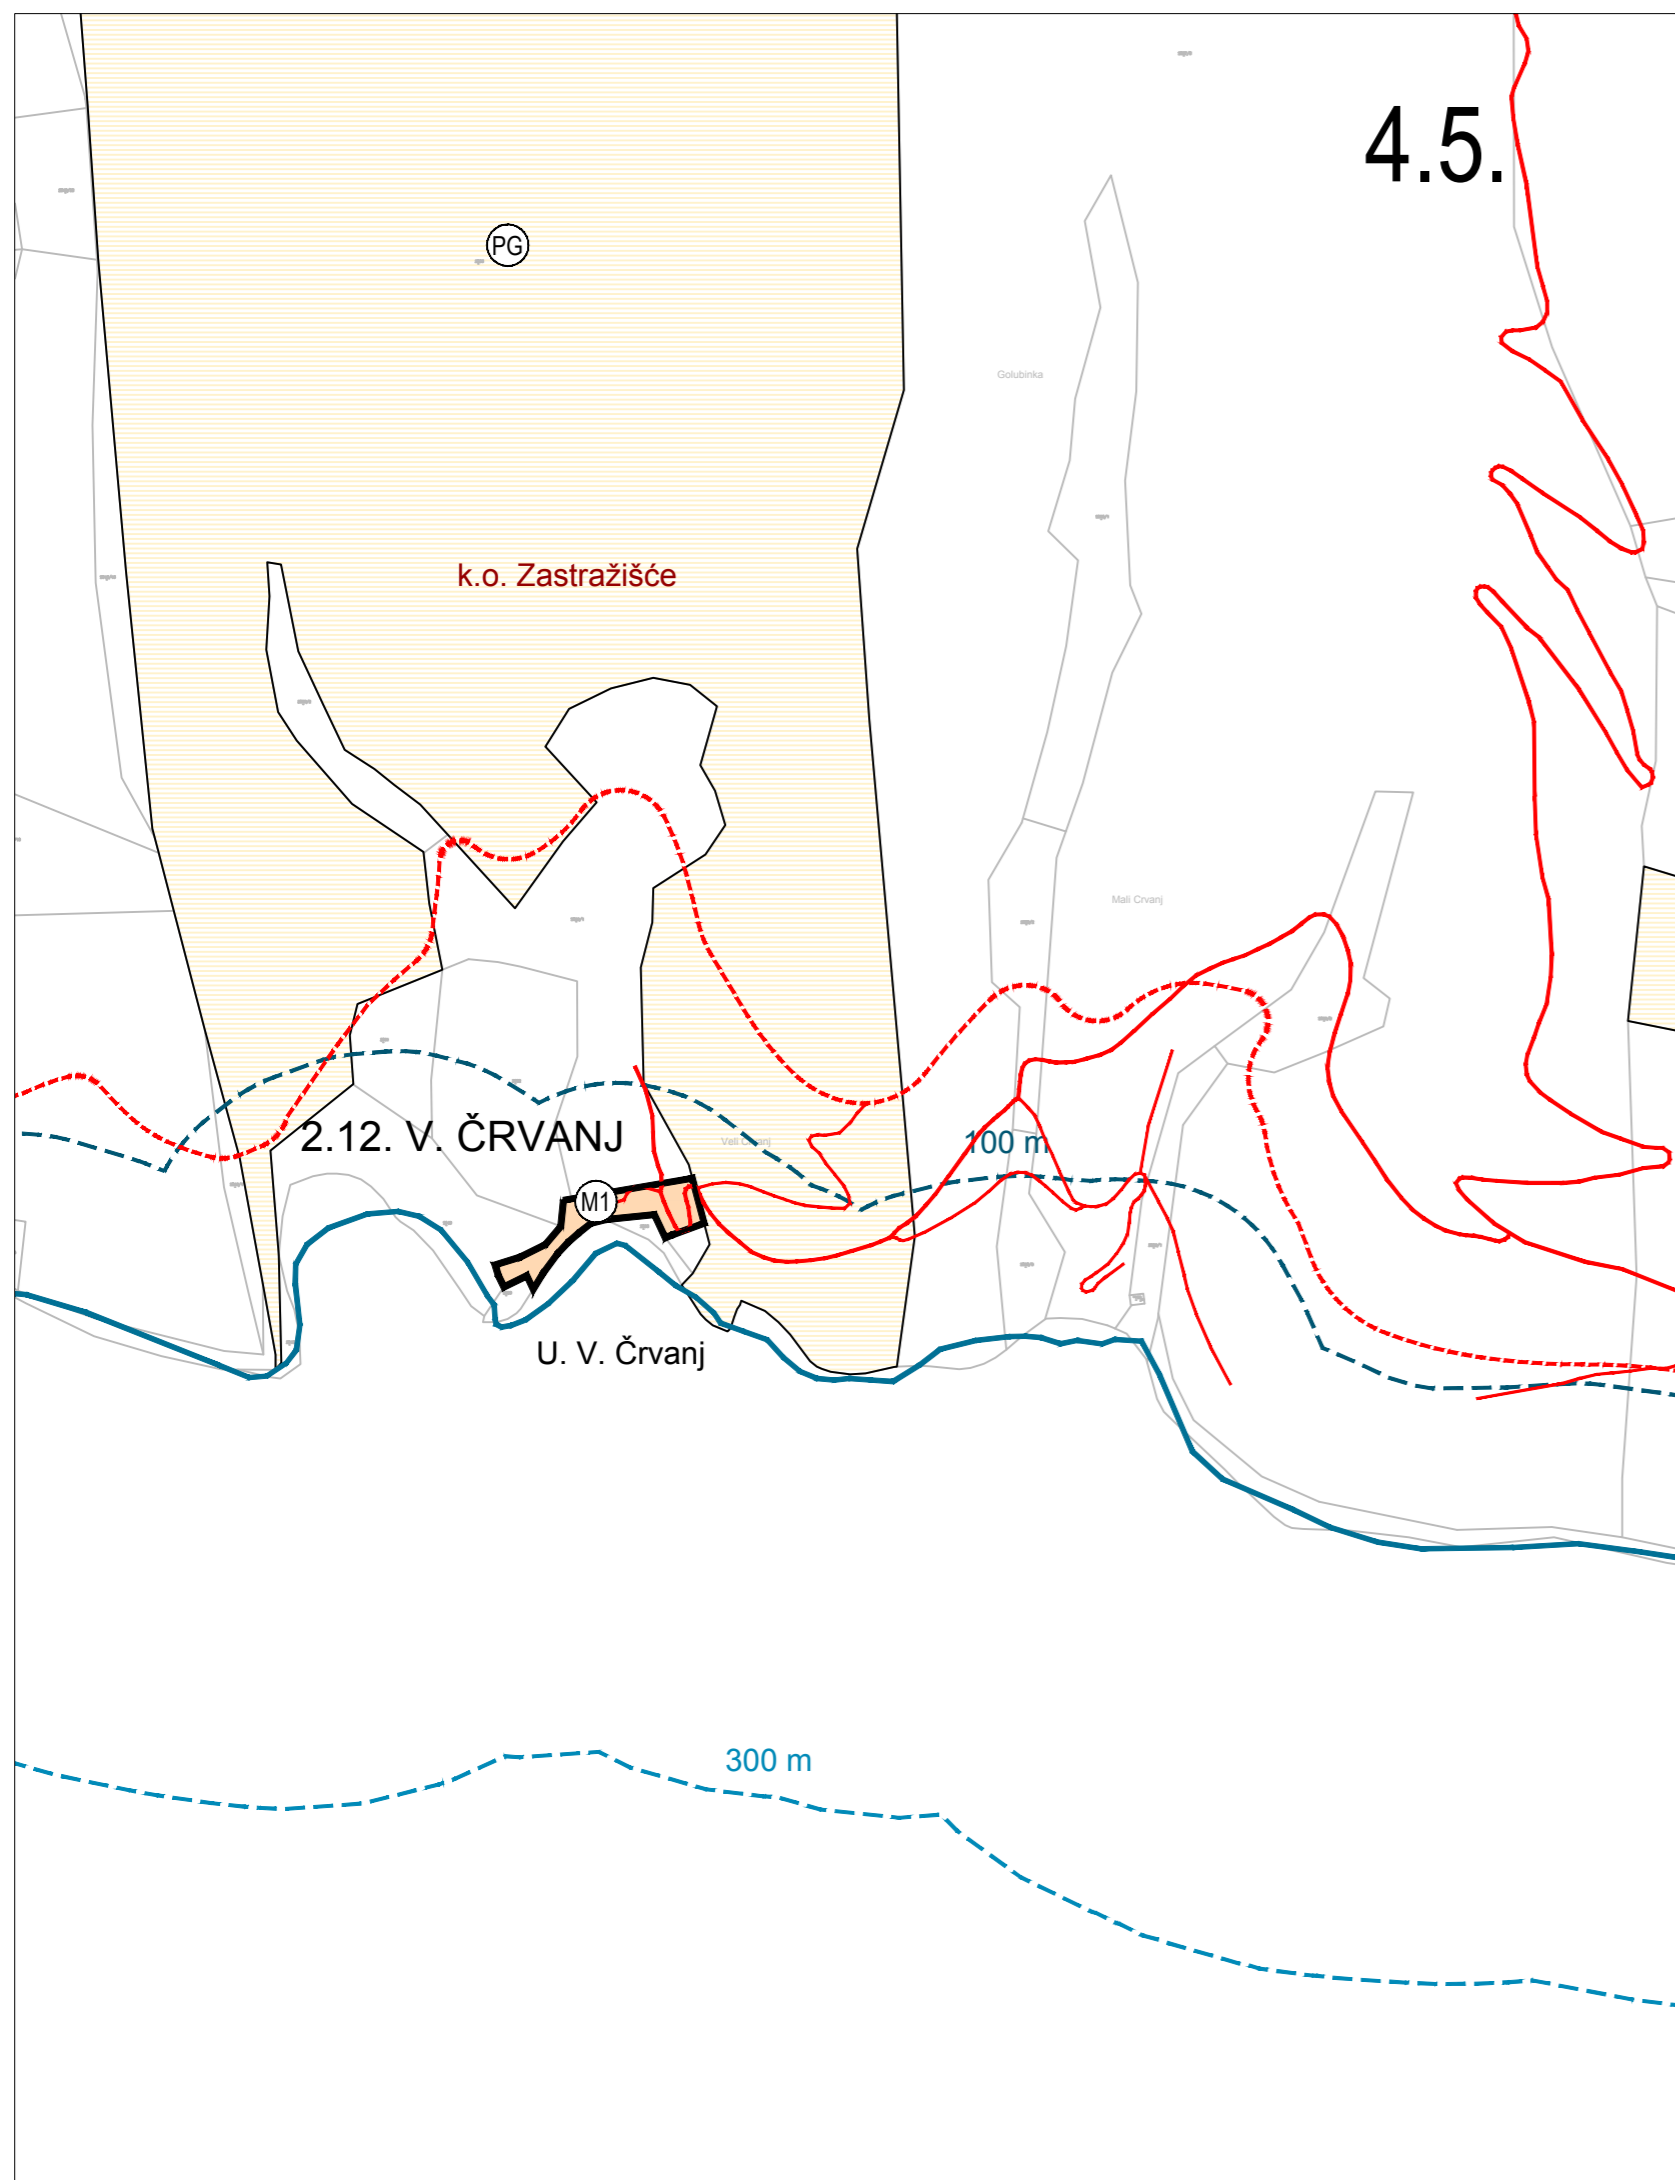 4.5.
PG
Golubinka
k.o. Zastražišće
Mali Crvanj
2.12. V. ČRVANJ
100 m
M1
U. V. Črvanj
300 m